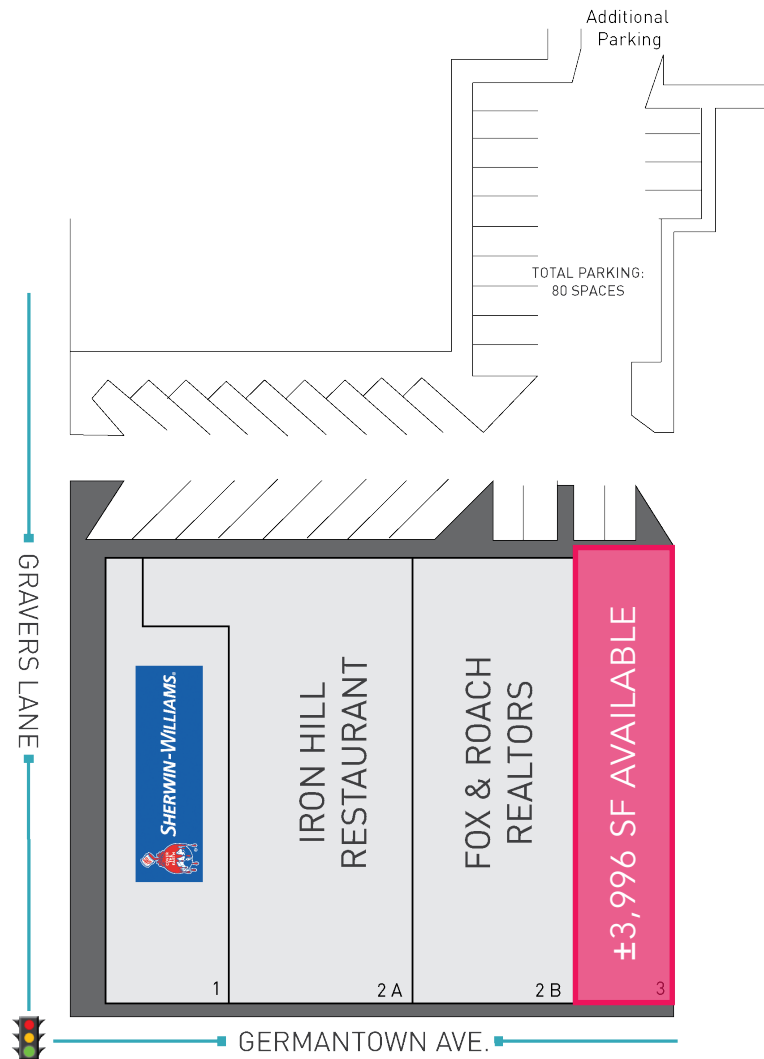 Additional
Parking
TOTAL PARKING:
80 SPACES
GRAVERS LANE
SHERWIN-WILLIAMS.
IRON HILL
RESTAURANT
FOX & ROACH
REALTORS
±3,996 SF AVAILABLE
1
2 A
2 B
3
GERMANTOWN AVE.